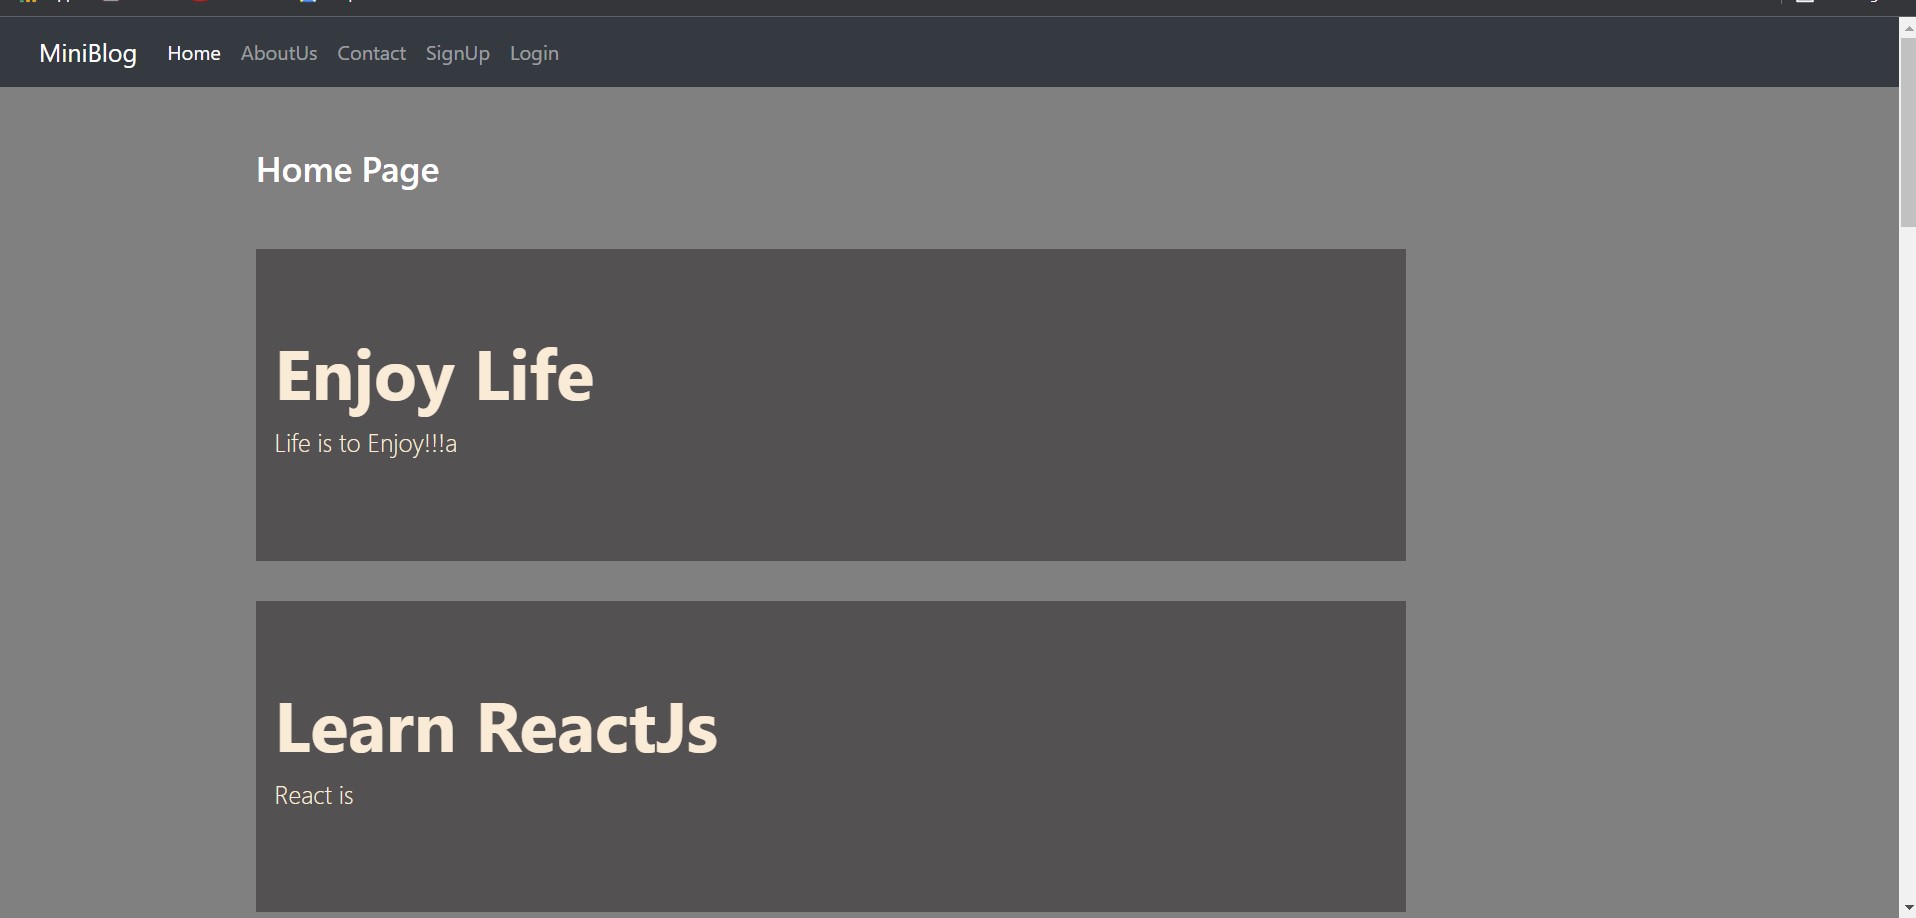 MiniBlog Home AboutUs Contact SignUp Login
Home Page
Enjoy Life
Life is to Enjoy!!!a
Learn ReactJs
React is